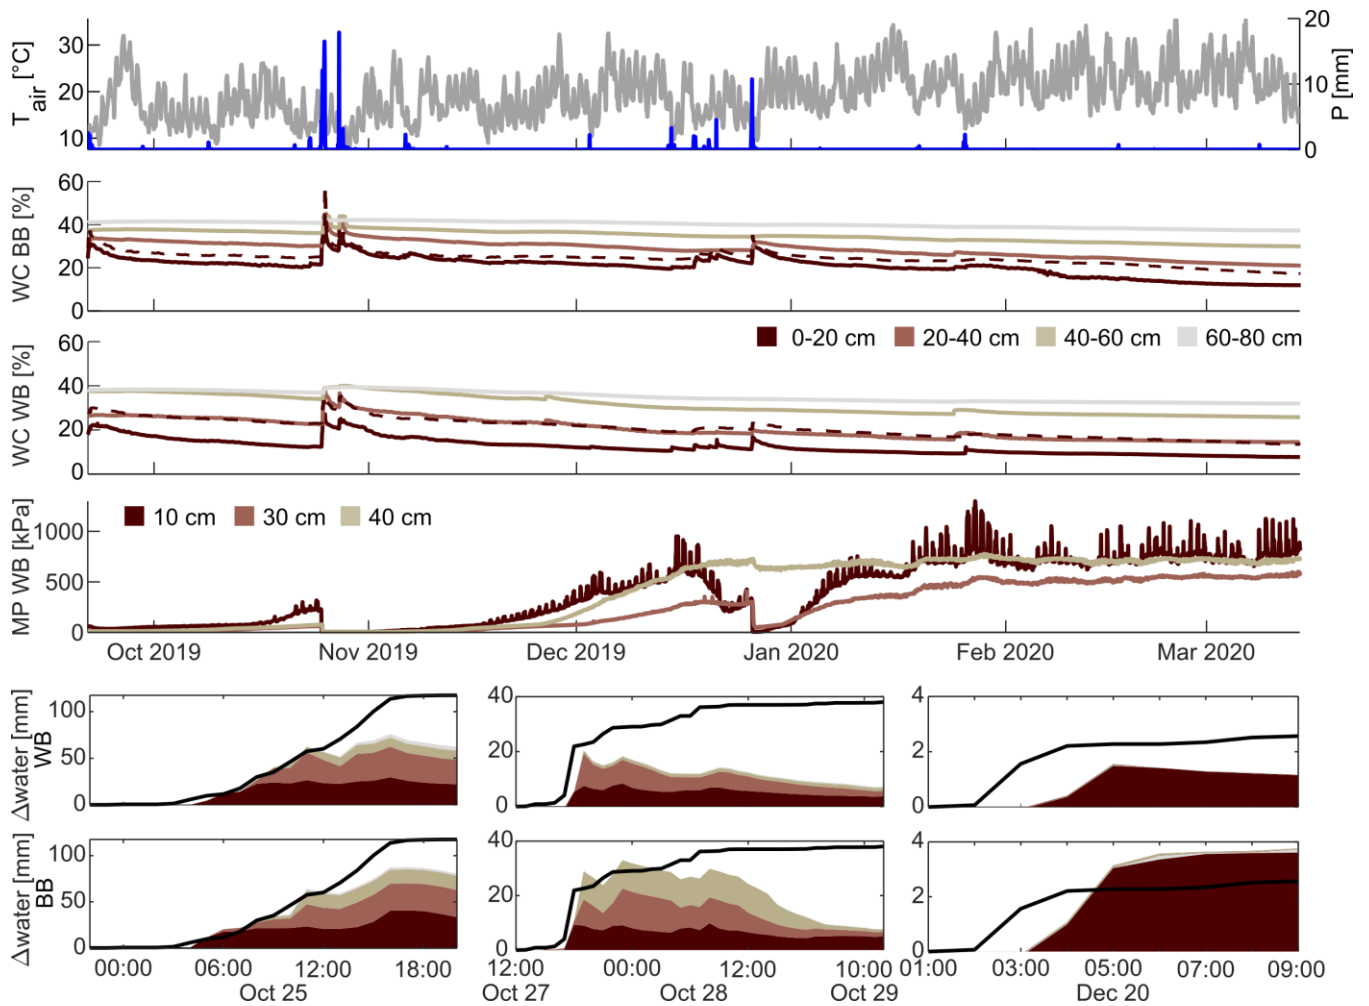 T air [°C]
30
20
10
20
10
0
P [mm]
WC BB [%]
60
40
20
0
WC WB [%]
60
40
20
0
0-20 cm 20-40 cm 40-60 cm 60-80 cm
MP WB [kPa]
1000
500
0
10 cm 30 cm 40 cm
Oct 2019 Nov 2019 Dec 2019 Jan 2020 Feb 2020 Mar 2020
Δwater [mm]
WB
100
50
0
40
20
0
4
2
0
Δwater [mm]
BB
100
50
0
40
20
0
4
2
0
00:00 06:00 12:00 18:00
Oct 25
12:00 00:00 12:00 10:00
Oct 27 Oct 28 Oct 29
01:00 03:00 05:00 07:00 09:00
Dec 20